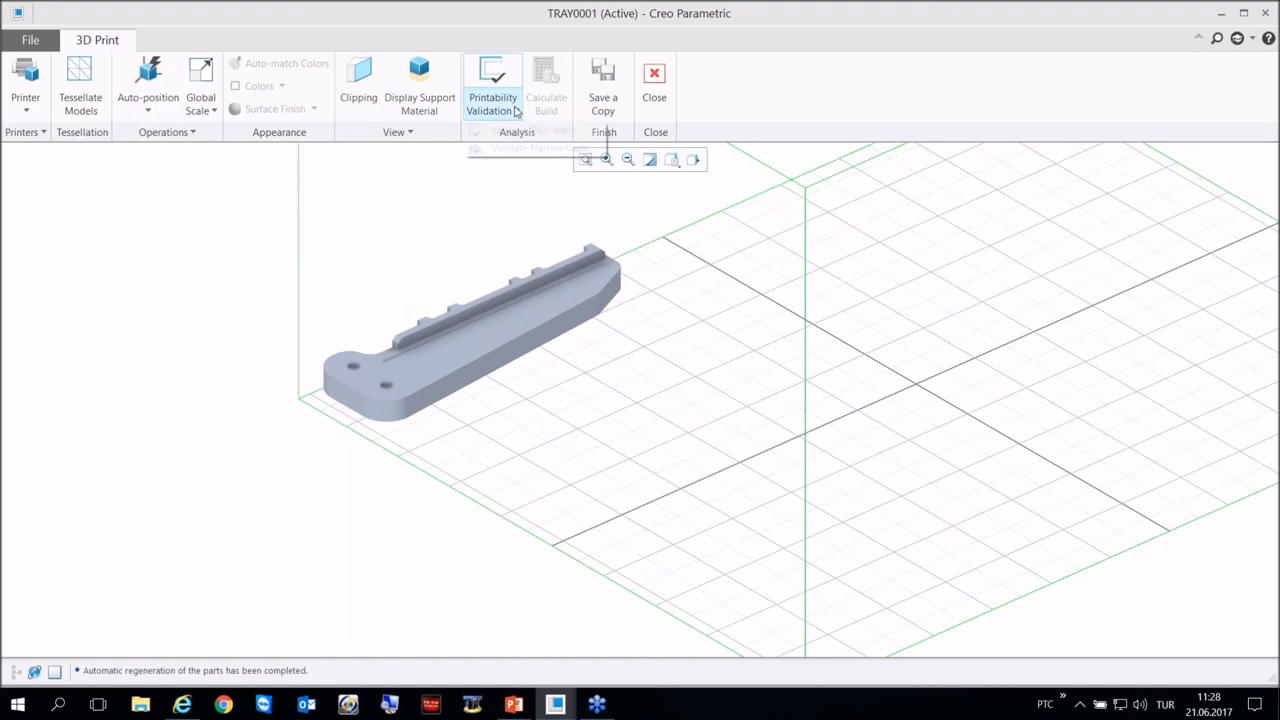 TRAY0001 (Active) - Creo Parametric
File
3D Print
Printer
Tessellate Models
Auto-position
Global Scale
Auto-match Colors
Colors
Surface Finish
Clipping
Display Support Material
Printability Validation
Calculate Build
Save a Copy
Close
Printers
Tessellation
Operations
Appearance
View
Analysis
Finish
Close
Validate Narrow
Automatic regeneration of the parts has been completed.
PTC
TUR
11:28
21.06.2017